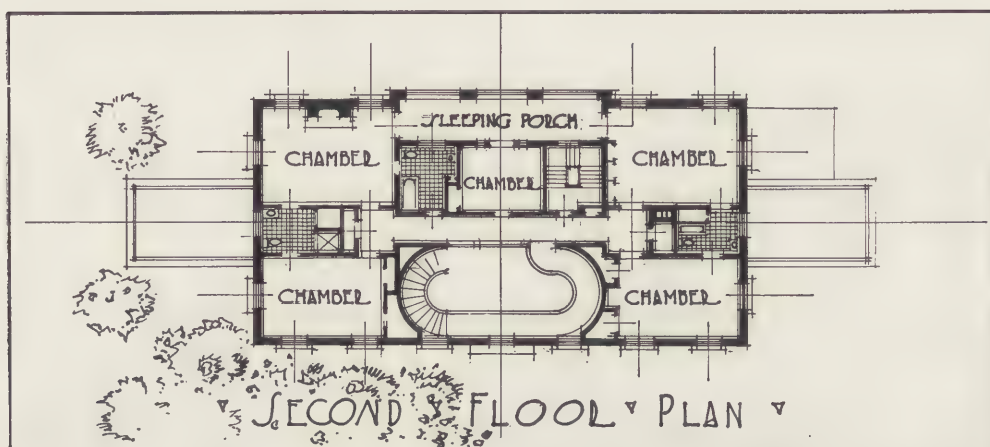 SLEEPING PORCH
CHAMBER
CHAMBER
CHAMBER
CHAMBER
CHAMBER
SECOND FLOOR PLAN